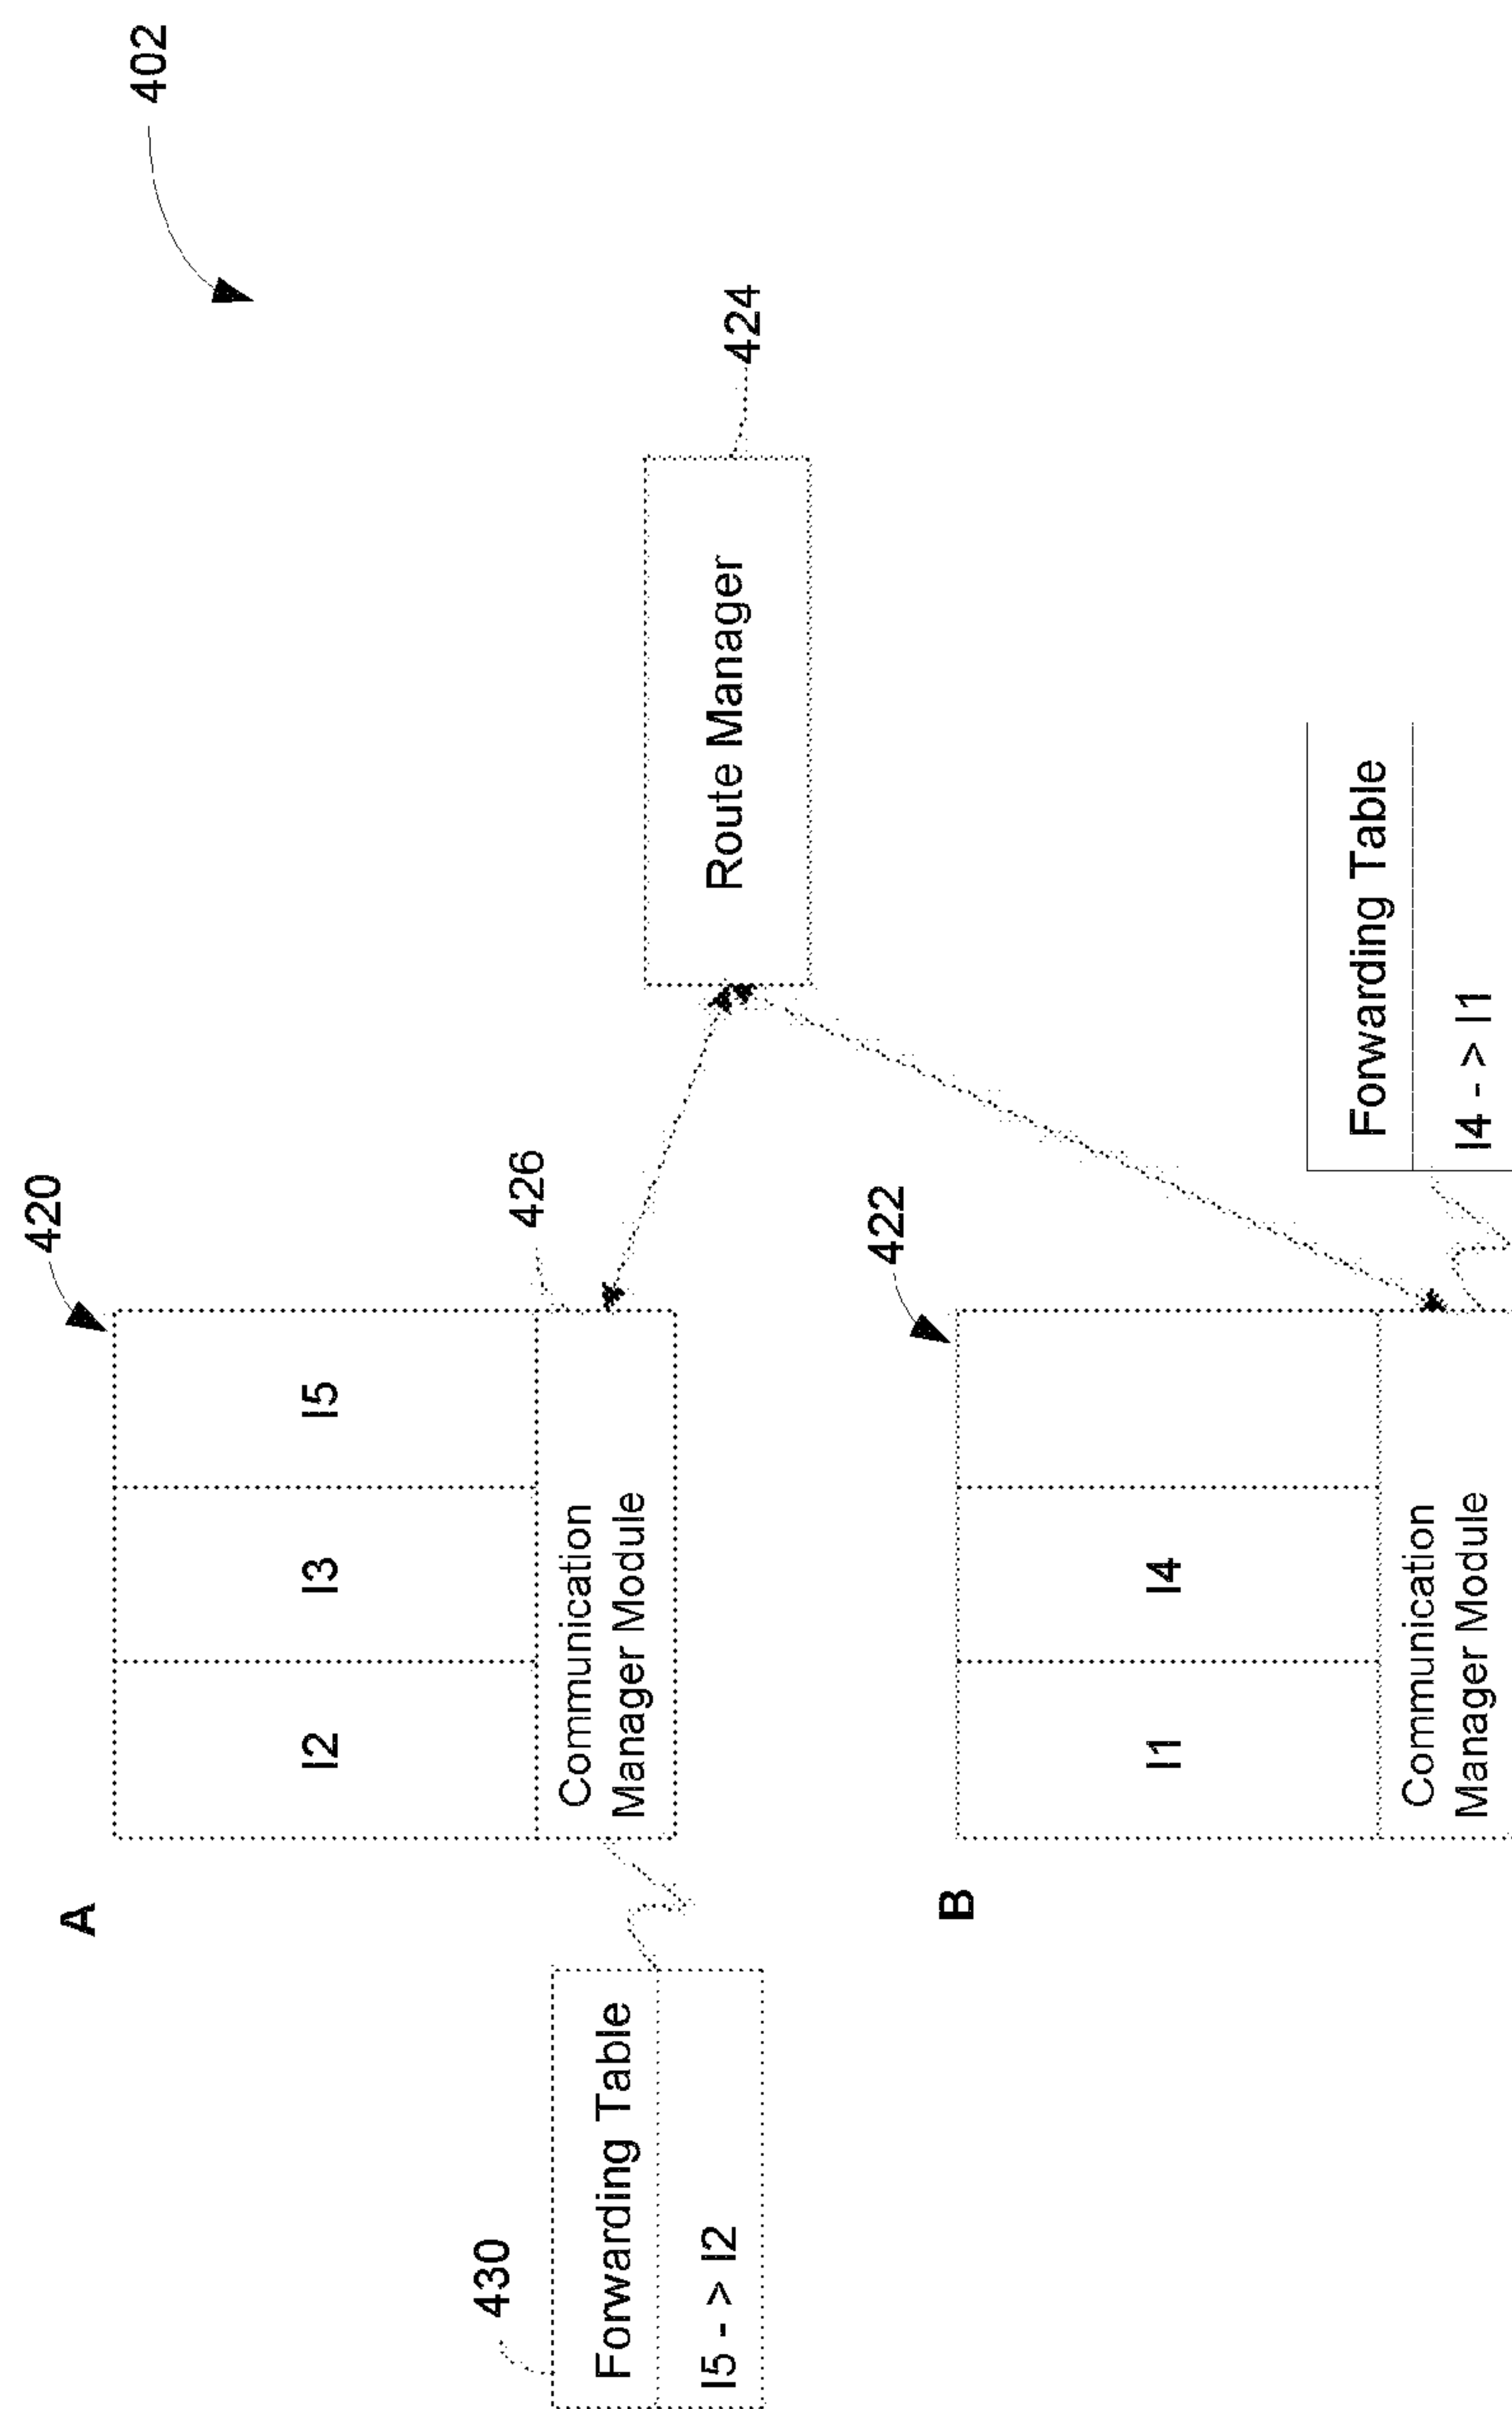 402
420
A
I2
I3
I5
426
Communication
Manager Module
430
Forwarding Table
I5 - > I2
Route Manager
424
422
B
I1
I4
Communication
Manager Module
Forwarding Table
I4 - > I1